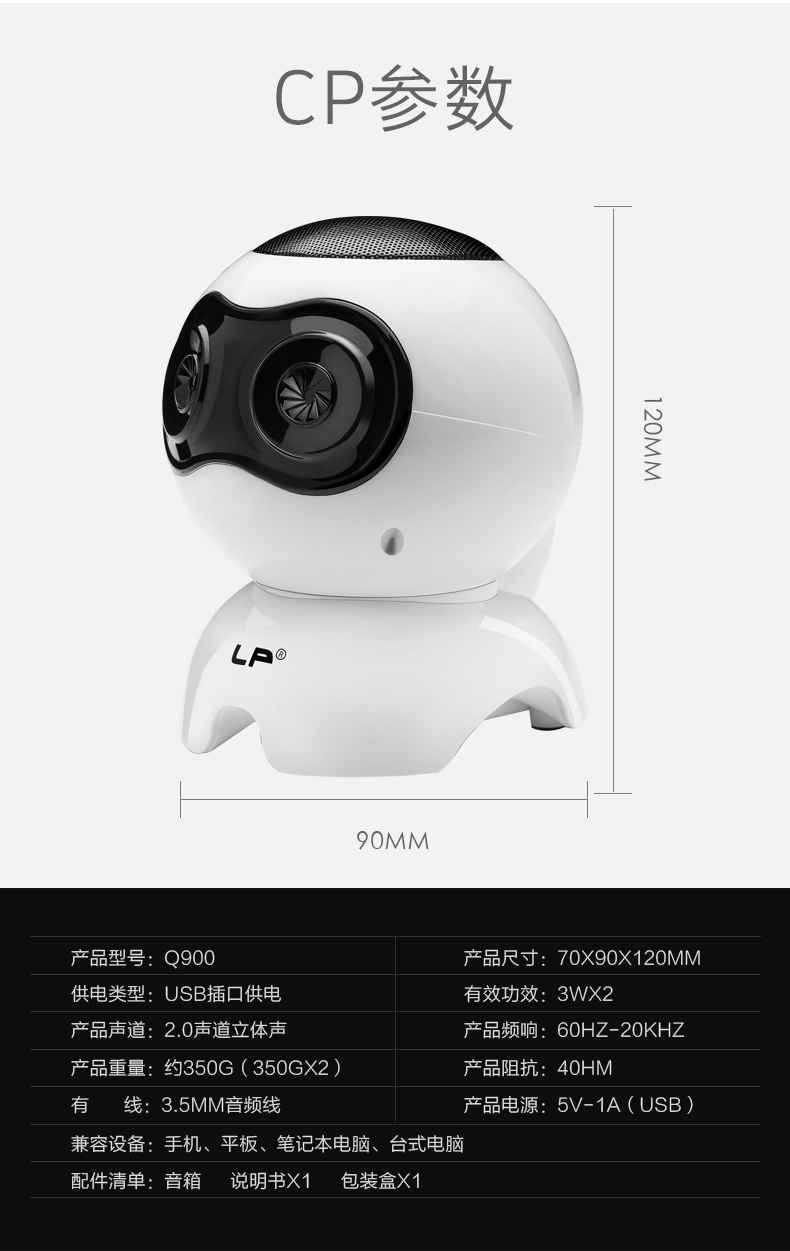 CP参数
120MM
LP®
90MM
产品型号：Q900
产品尺寸：70X90X120MM
供电类型：USB插口供电
有效功效：3WX2
产品声道：2.0声道立体声
产品频响：60HZ-20KHZ
产品重量：约350G（350GX2）
产品阻抗：40HM
有 线：3.5MM音频线
产品电源：5V-1A（USB）
兼容设备：手机、平板、笔记本电脑、台式电脑
配件清单：音箱 说明书X1 包装盒X1